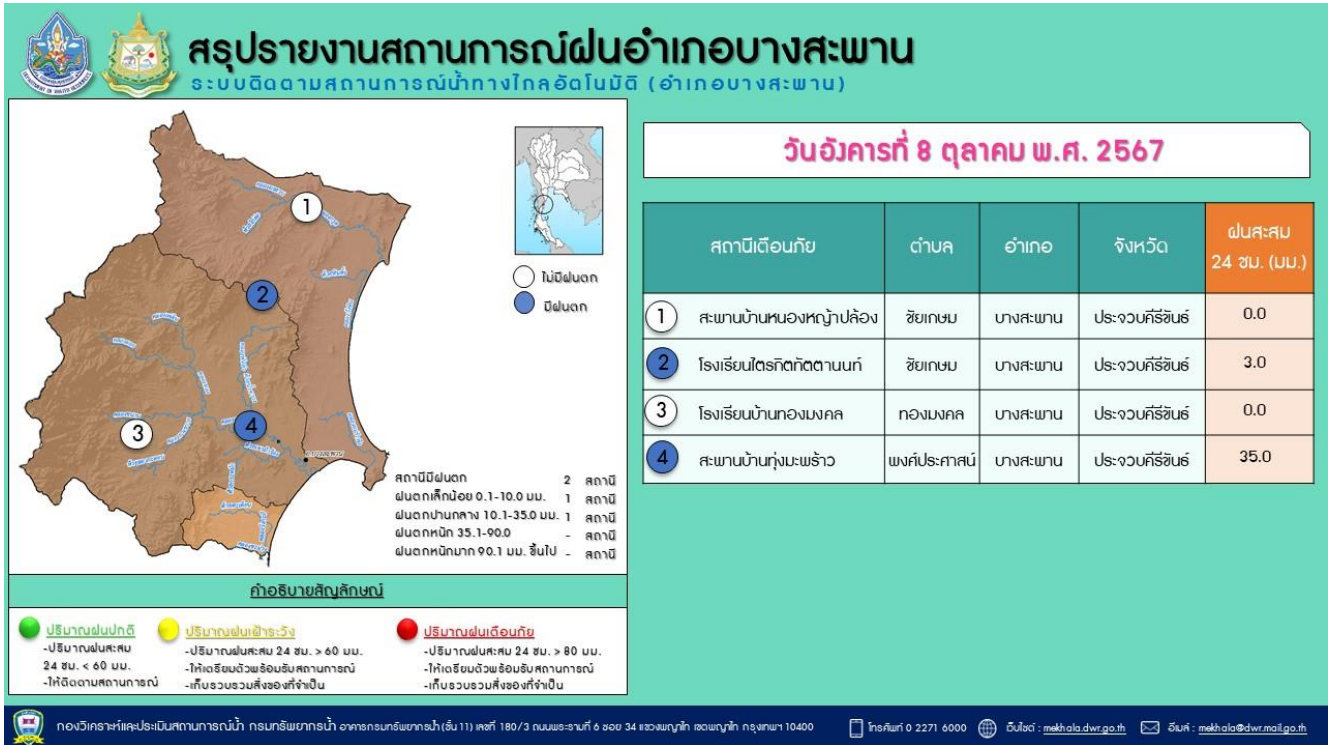 สรุปรายงานสถานการณ์ฝนอำเภอบางสะพาน
ระบบติดตามสถานการณ์น้ำทางไกลอัตโนมัติ (อำเภอบางสะพาน)
1
2
3
4
ไม่มีฝนตก
มีฝนตก
สถานีมีฝนตก 2 สถานี
ฝนตกเล็กน้อย 0.1-10.0 มม. 1 สถานี
ฝนตกปานกลาง 10.1-35.0 มม. 1 สถานี
ฝนตกหนัก 35.1-90.0 - สถานี
ฝนตกหนักมาก 90.1 มม. ขึ้นไป - สถานี
คำอธิบายสัญลักษณ์
ปริมาณฝนปกติ
-ปริมาณฝนสะสม
24 ชม. < 60 มม.
-ให้ติดตามสถานการณ์
ปริมาณฝนเฝ้าระวัง
-ปริมาณฝนสะสม 24 ชม. > 60 มม.
-ให้เตรียมตัวพร้อมรับสถานการณ์
-เก็บรวบรวมสิ่งของที่จำเป็น
ปริมาณฝนเตือนภัย
-ปริมาณฝนสะสม 24 ชม. > 80 มม.
-ให้เตรียมตัวพร้อมรับสถานการณ์
-เก็บรวบรวมสิ่งของที่จำเป็น
วันอังคารที่ 8 ตุลาคม พ.ศ. 2567
สถานีเตือนภัย ตำบล อำเภอ จังหวัด ฝนสะสม
24 ชม. (มม.)
1 สะพานบ้านหนองหญ้าปล้อง ชัยเกษม บางสะพาน ประจวบคีรีขันธ์ 0.0
2 โรงเรียนไตรกิตทัตตานนท์ ชัยเกษม บางสะพาน ประจวบคีรีขันธ์ 3.0
3 โรงเรียนบ้านทองมงคล ทองมงคล บางสะพาน ประจวบคีรีขันธ์ 0.0
4 สะพานบ้านทุ่งมะพร้าว พงศ์ประศาสน์ บางสะพาน ประจวบคีรีขันธ์ 35.0
กองวิเคราะห์และประเมินสถานการณ์น้ำ กรมทรัพยากรน้ำ อาคารกรมทรัพยากรน้ำ (ชั้น 11) เลขที่ 180/3 ถนนพระรามที่ 6 ซอย 34 แขวงพญาไท เขตพญาไท กรุงเทพฯ 10400 โทรศัพท์ 0 2271 6000 เว็บไซต์ : mekhala.dwr.go.th อีเมล์ : mekhala@dwr.mail.go.th